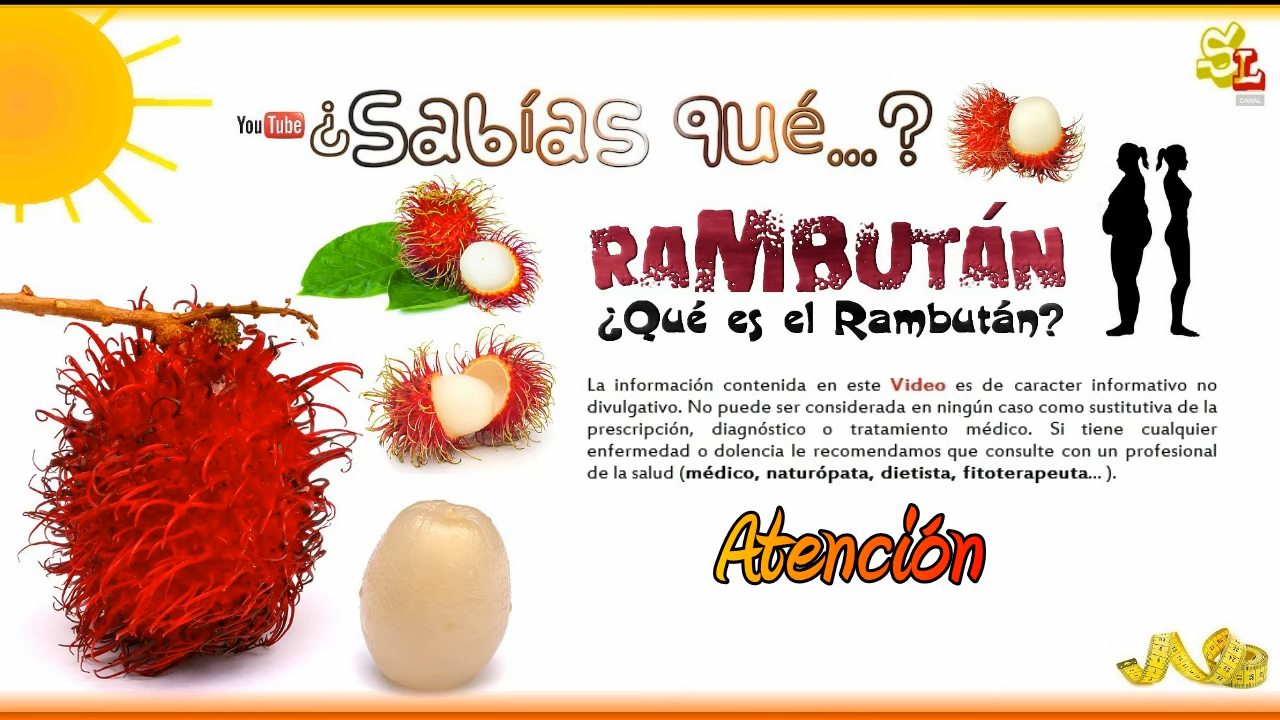 SL
CANAL
YouTube ¿Sabías qué...?
RAMBUTÁN
¿Qué es el Rambután?
La información contenida en este Video es de caracter informativo no
divulgativo. No puede ser considerada en ningún caso como sustitutiva de la
prescripción, diagnóstico o tratamiento médico. Si tiene cualquier
enfermedad o dolencia le recomendamos que consulte con un profesional
de la salud (médico, naturópata, dietista, fitoterapeuta... ).
Atención